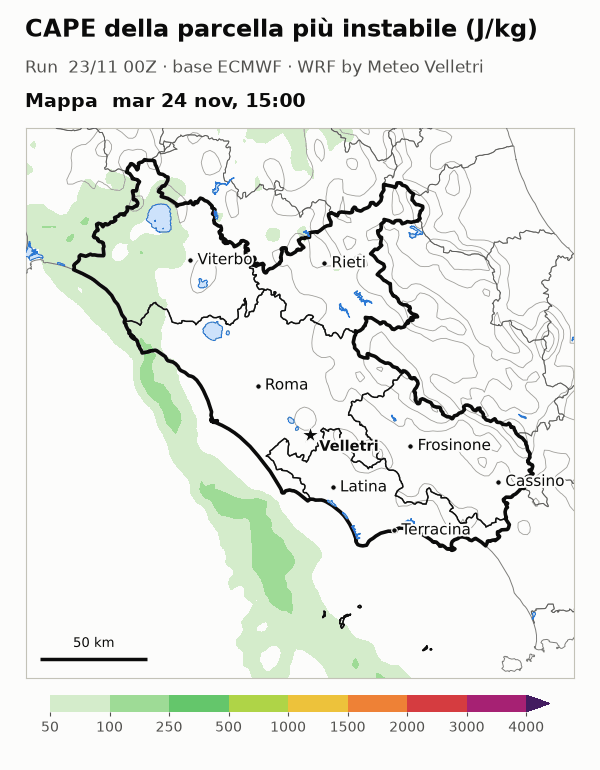 CAPE della parcella più instabile (J/kg)
Run  23/11 00Z · base ECMWF · WRF by Meteo Velletri
Mappa  mar 24 nov, 15:00
Viterbo
Rieti
Roma
Velletri
Frosinone
Cassino
Latina
Terracina
50 km
50 100 250 500 1000 1500 2000 3000 4000